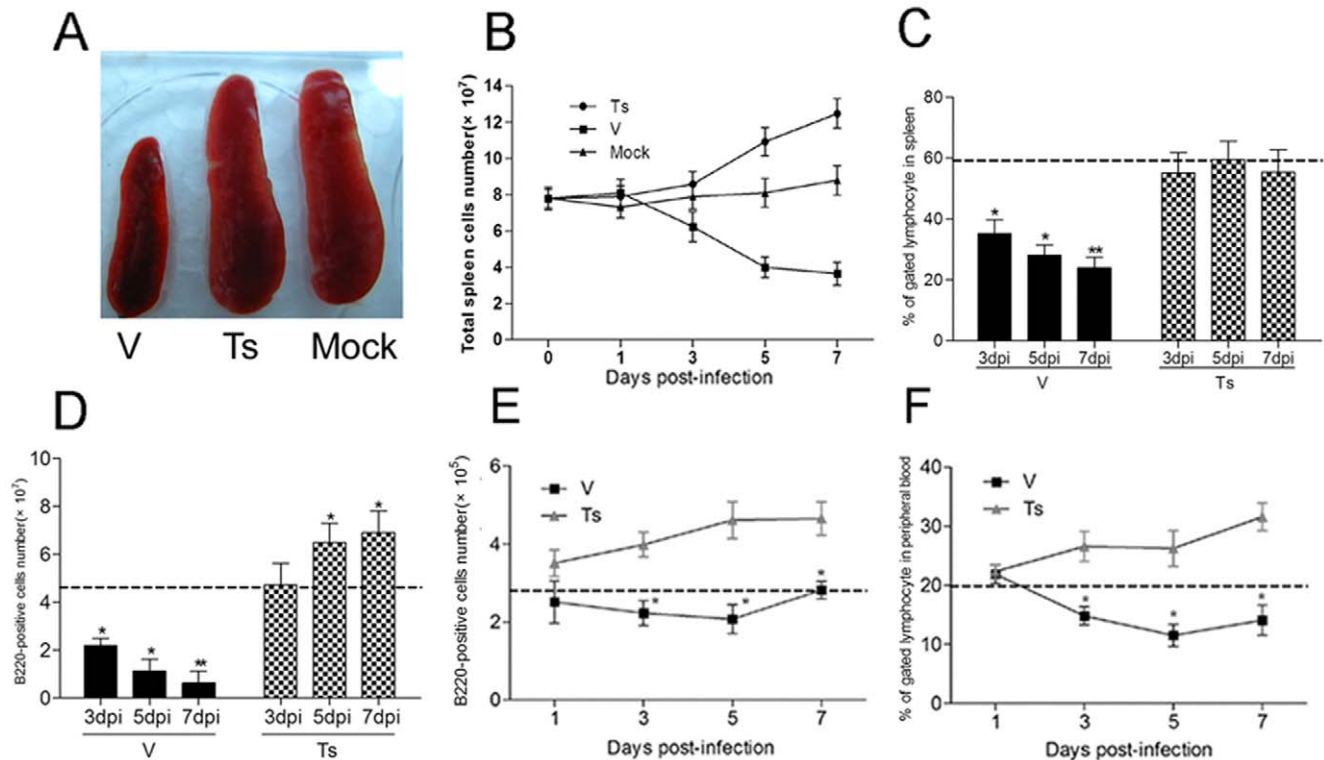 A
V Ts Mock
B
Total spleen cells number(× 10⁷)
14
12
10
8
6
4
2
0
Ts
V
Mock
0 1 3 5 7
Days post-infection
C
% of gated lymphocyte in spleen
80
60
40
20
0
* * **
3dpi 5dpi 7dpi 3dpi 5dpi 7dpi
V Ts
D
B220-positive cells number(× 10⁷)
10
8
6
4
2
0
* * ** * *
3dpi 5dpi 7dpi 3dpi 5dpi 7dpi
V Ts
E
B220-positive cells number(× 10⁵)
6
4
2
0
V
Ts
* * *
1 3 5 7
Days post-infection
F
% of gated lymphocyte in peripheral blood
40
30
20
10
0
V
Ts
* * *
1 3 5 7
Days post-infection